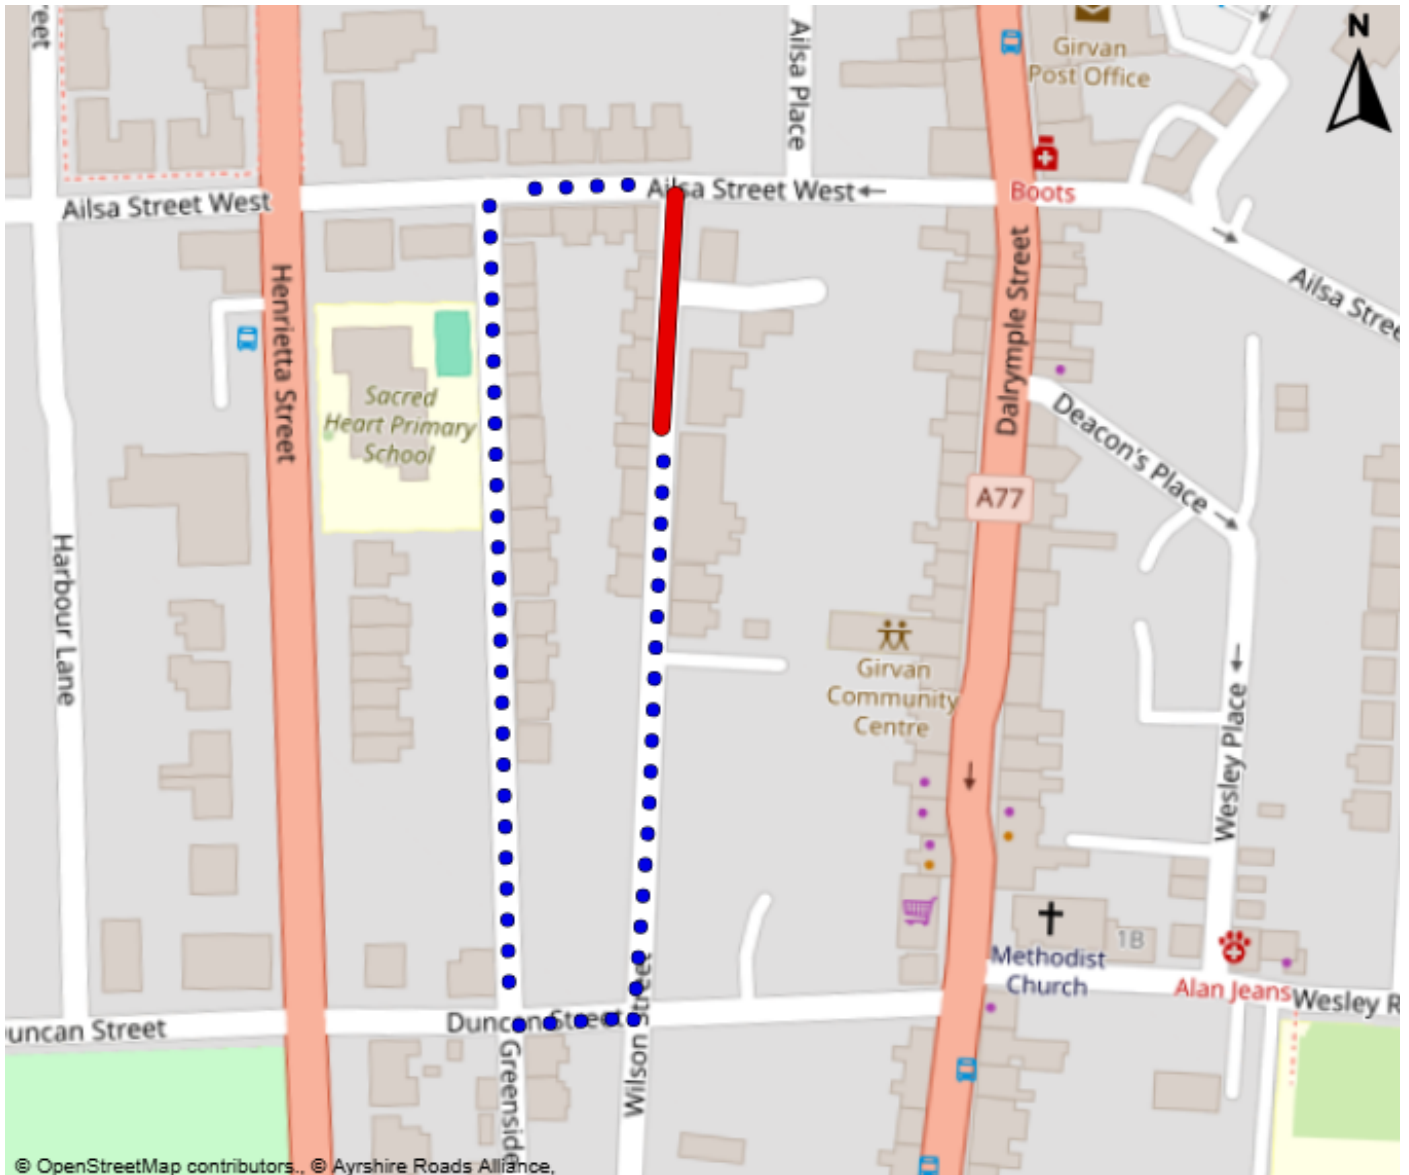 reet
Ailsa Place
Girvan
Post Office
N
Boots
Ailsa Street West
Ailsa Street West
Ailsa Stree
Henrietta Street
Dalrymple Street
Sacred
Heart Primary
School
Deacon's Place
A77
Harbour Lane
Girvan
Community
Centre
Wesley Place
1B
Methodist
Church
Alan Jeans
Wesley R
uncan Street
Duncan Street
Wilson Street
Greenside
© OpenStreetMap contributors., © Ayrshire Roads Alliance,